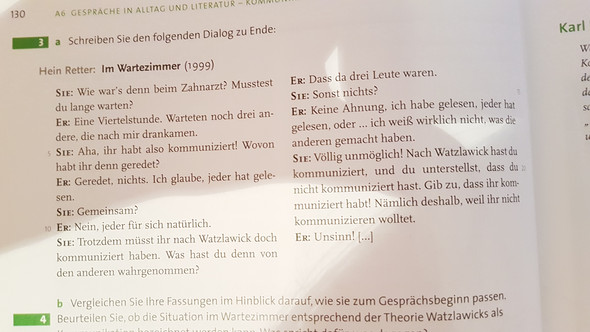 130 A6 GESPRÄCHE IN ALLTAG UND LITERATUR –
3 a Schreiben Sie den folgenden Dialog zu Ende:
Hein Retter: Im Wartezimmer (1999)
SIE: Wie war's denn beim Zahnarzt? Musstest
du lange warten?
ER: Eine Viertelstunde. Warteten noch drei an-
dere, die nach mir drankamen.
5 SIE: Aha, ihr habt also kommuniziert! Wovon
habt ihr denn geredet?
ER: Geredet, nichts. Ich glaube, jeder hat gele-
sen.
SIE: Gemeinsam?
10 ER: Nein, jeder für sich natürlich.
SIE: Trotzdem müsst ihr nach Watzlawick doch
kommuniziert haben. Was hast du denn von
den anderen wahrgenommen?
ER: Dass da drei Leute waren.
SIE: Sonst nichts?
ER: Keine Ahnung, ich habe gelesen, jeder hat
gelesen, oder ... ich weiß wirklich nicht, was die
anderen gemacht haben.
SIE: Völlig unmöglich! Nach Watzlawick hast du
kommuniziert, und du unterstellst, dass du
nicht kommuniziert hast. Gib zu, dass ihr kom-
muniziert habt! Nämlich deshalb, weil ihr nicht
kommunizieren wolltet.
ER: Unsinn! [...]
b Vergleichen Sie Ihre Fassungen im Hinblick darauf, wie sie zum Gesprächsbeginn passen.
4 Beurteilen Sie, ob die Situation im Wartezimmer entsprechend der Theorie Watzlawicks als
Karl